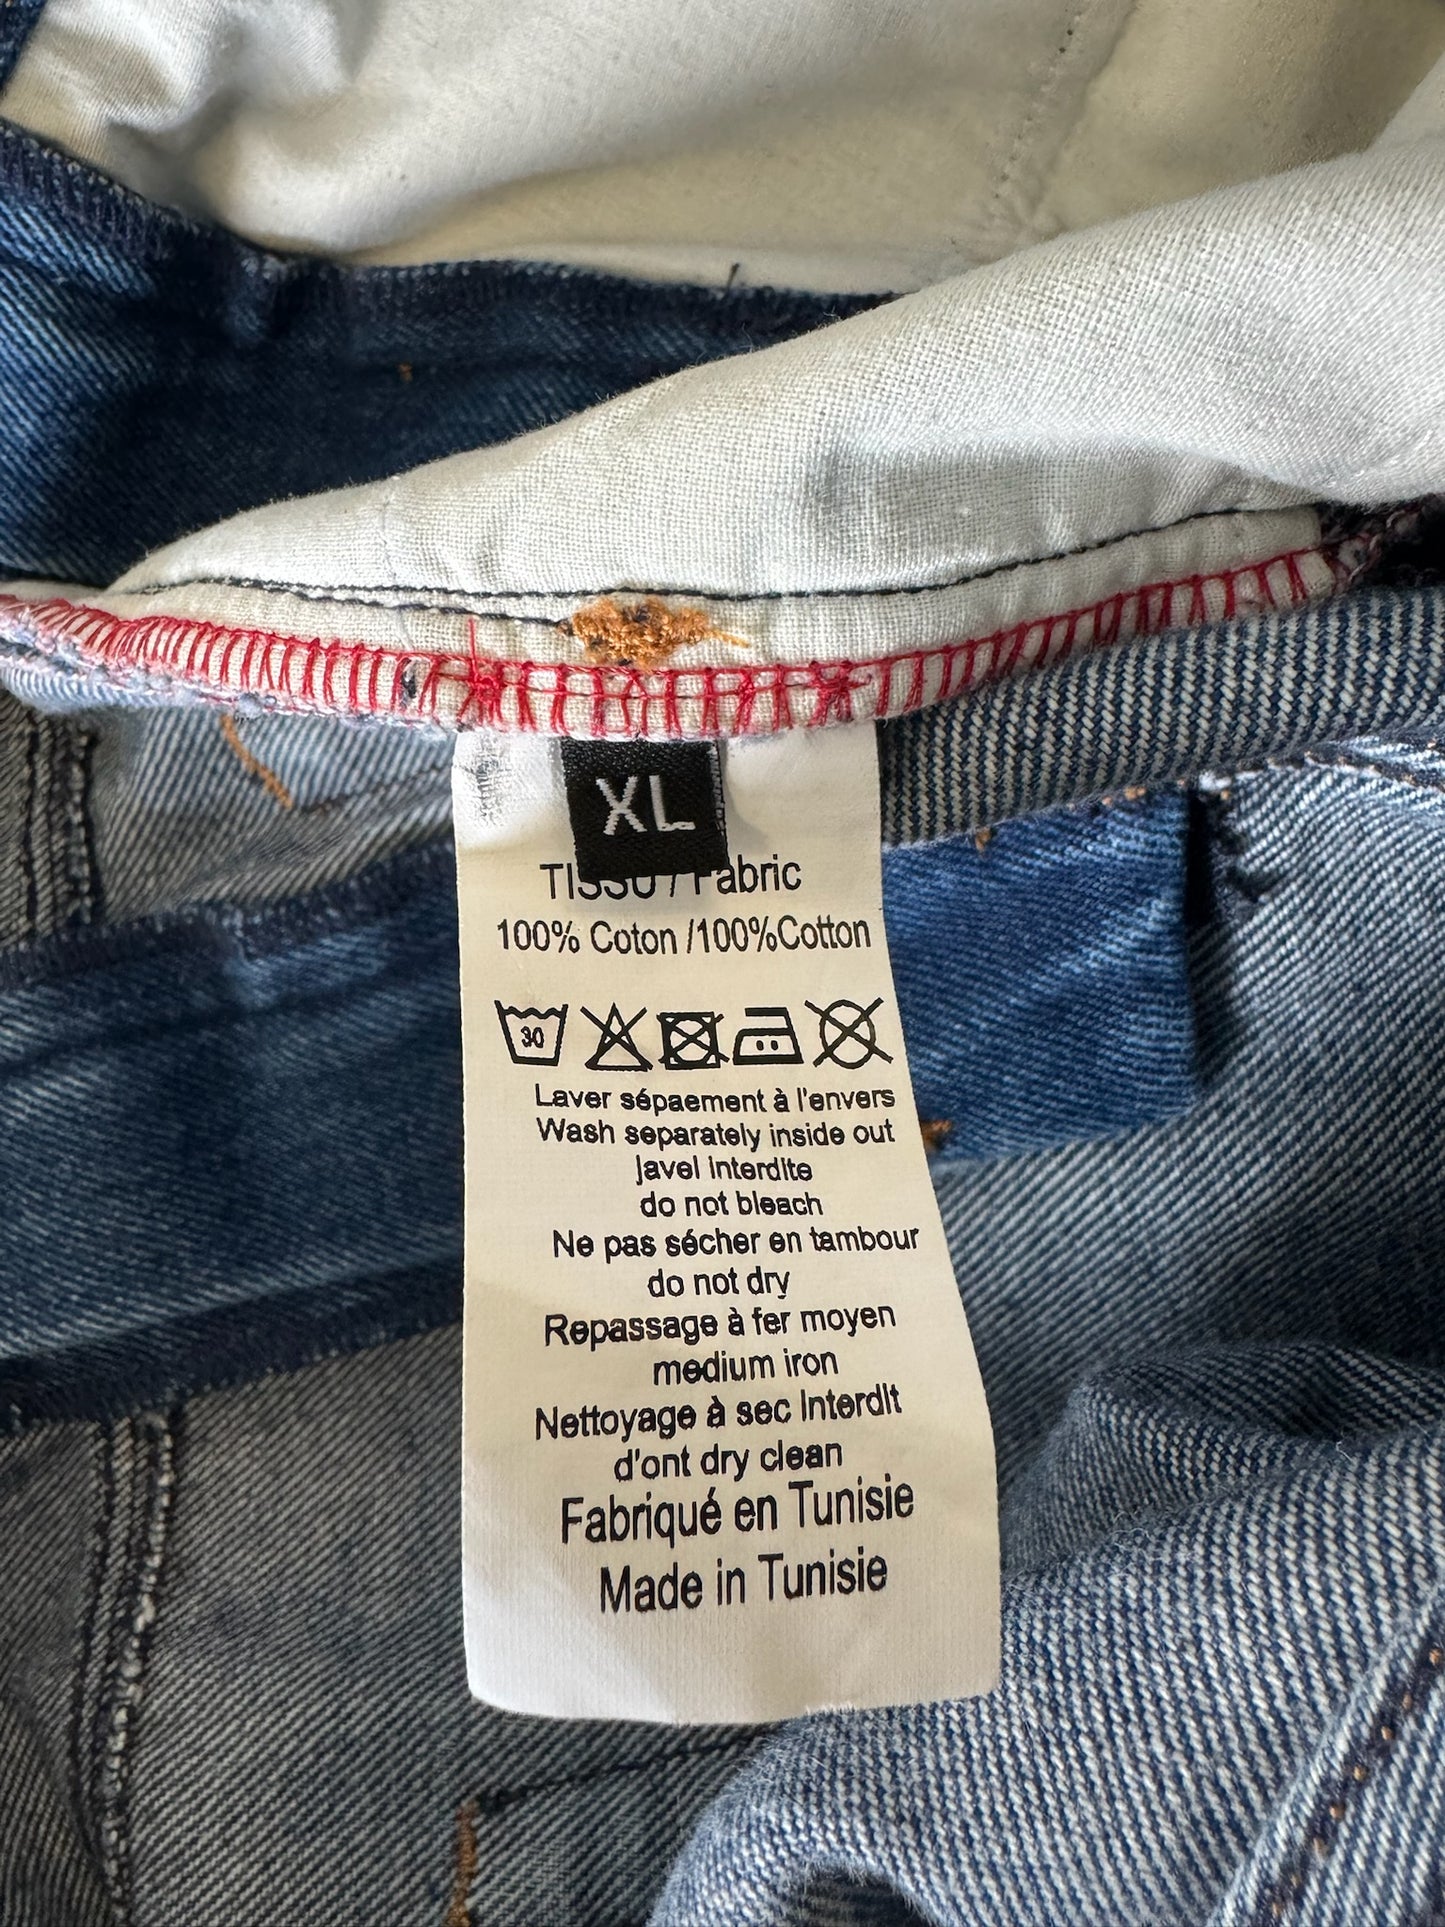 XL
TISSU / Fabric
100% Coton /100%Cotton
30
Laver sépaement à l'envers
Wash separately inside out
Javel interdite
do not bleach
Ne pas sécher en tambour
do not dry
Repassage à fer moyen
medium iron
Nettoyage à sec interdit
d'ont dry clean
Fabriqué en Tunisie
Made in Tunisie